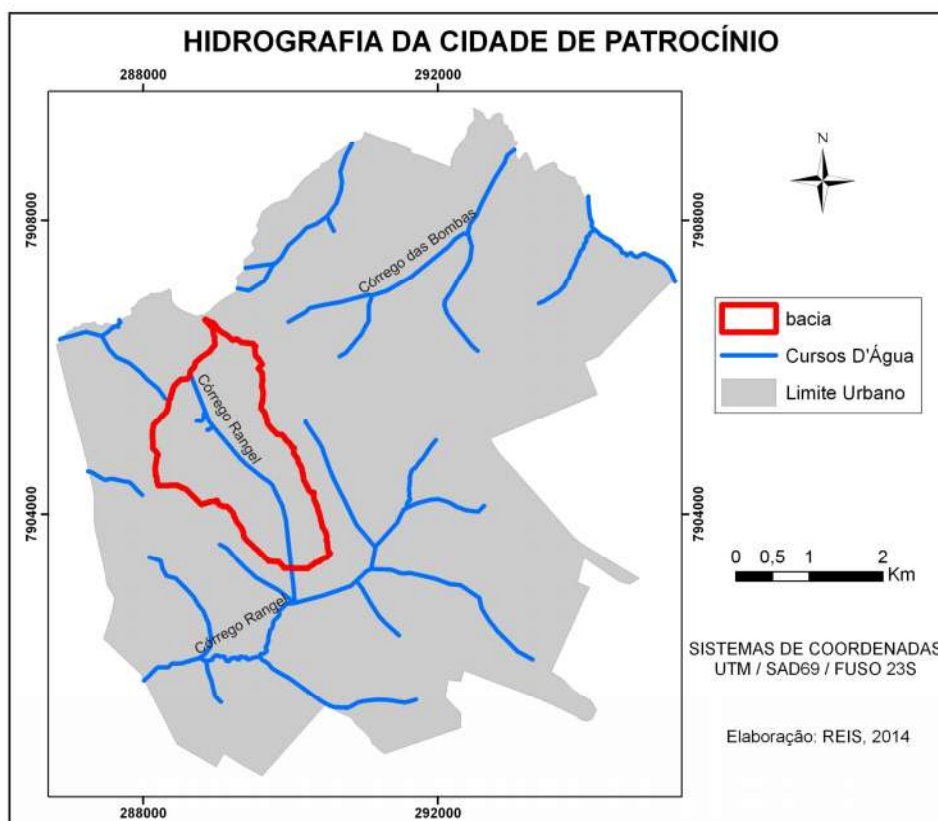 HIDROGRAFIA DA CIDADE DE PATROCÍNIO
288000
292000
7908000
7908000
Córrego das Bombas
N
bacia
Cursos D'Água
Limite Urbano
Córrego Rangel
7904000
7904000
0 0,5 1 2
Km
Córrego Rangel
SISTEMAS DE COORDENADAS
UTM / SAD69 / FUSO 23S
Elaboração: REIS, 2014
288000
292000